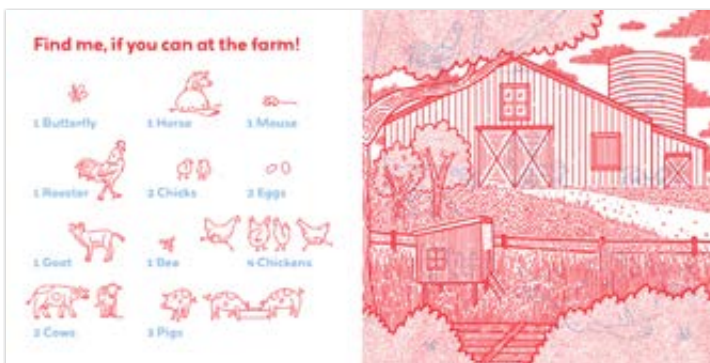 Find me, if you can at the farm!
1 Butterfly
1 Horse
1 Mouse
1 Rooster
2 Chicks
2 Eggs
1 Goat
1 Bee
4 Chickens
2 Cows
3 Pigs